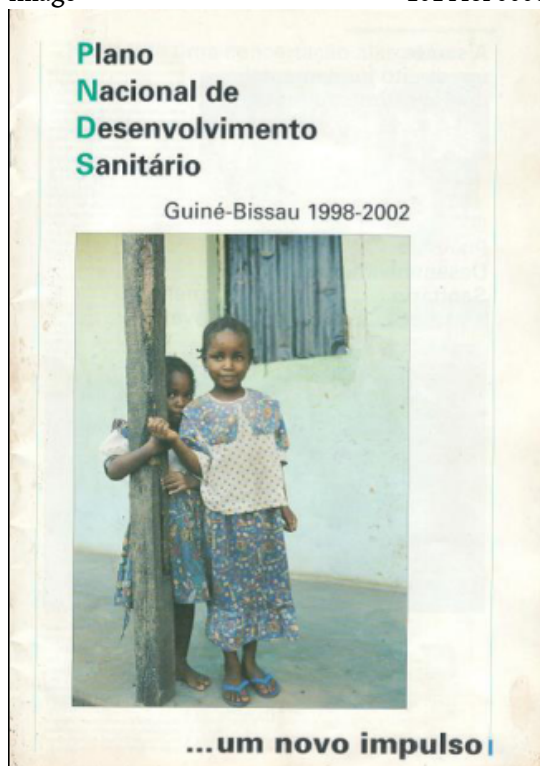 Plano
Nacional de
Desenvolvimento
Sanitário
Guiné-Bissau 1998-2002
...um novo impulso